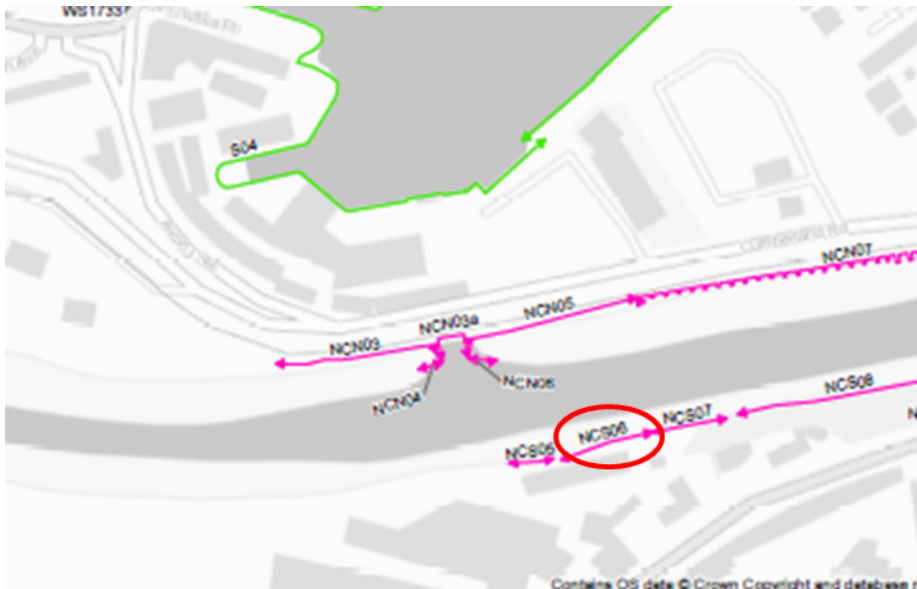 WS1733
S04
NCN07
NCN05
NCN03a
NCN03
NCN04
NCN06
NCS08
NCS07
NCS06
NCS05
N
Contains OS data © Crown Copyright and database r